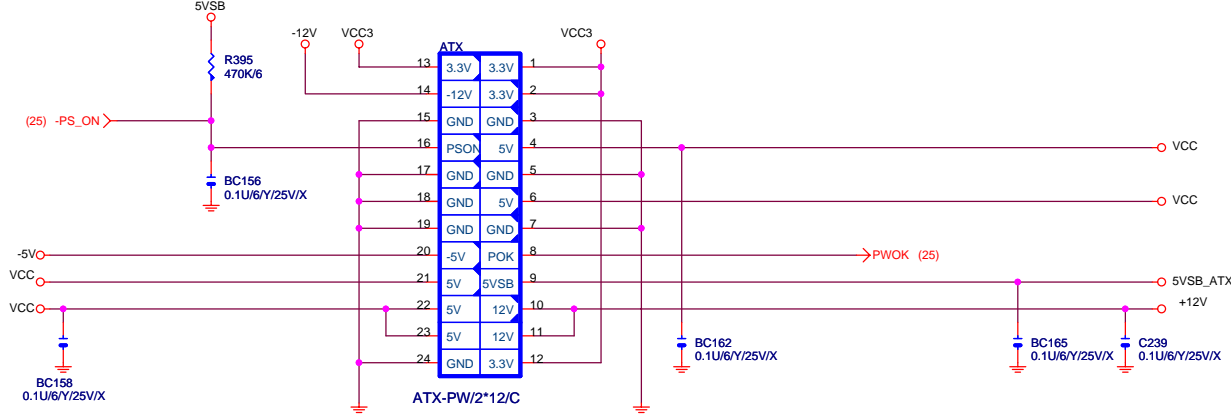 5VSB
-12V
VCC3
VCC3
ATX
R395
470K/6
(25) -PS_ON
13 3.3V 3.3V 1
14 -12V 3.3V 2
15 GND GND 3
16 PSON 5V 4
17 GND GND 5
18 GND 5V 6
19 GND GND 7
20 -5V POK 8
21 5V 5VSB 9
22 5V 12V 10
23 5V 12V 11
24 GND 3.3V 12
ATX-PW/2*12/C
BC156
0.1U/6/Y/25V/X
-5V
VCC
VCC
BC158
0.1U/6/Y/25V/X
VCC
VCC
PWOK (25)
5VSB_ATX
+12V
BC162
0.1U/6/Y/25V/X
BC165
0.1U/6/Y/25V/X
C239
0.1U/6/Y/25V/X